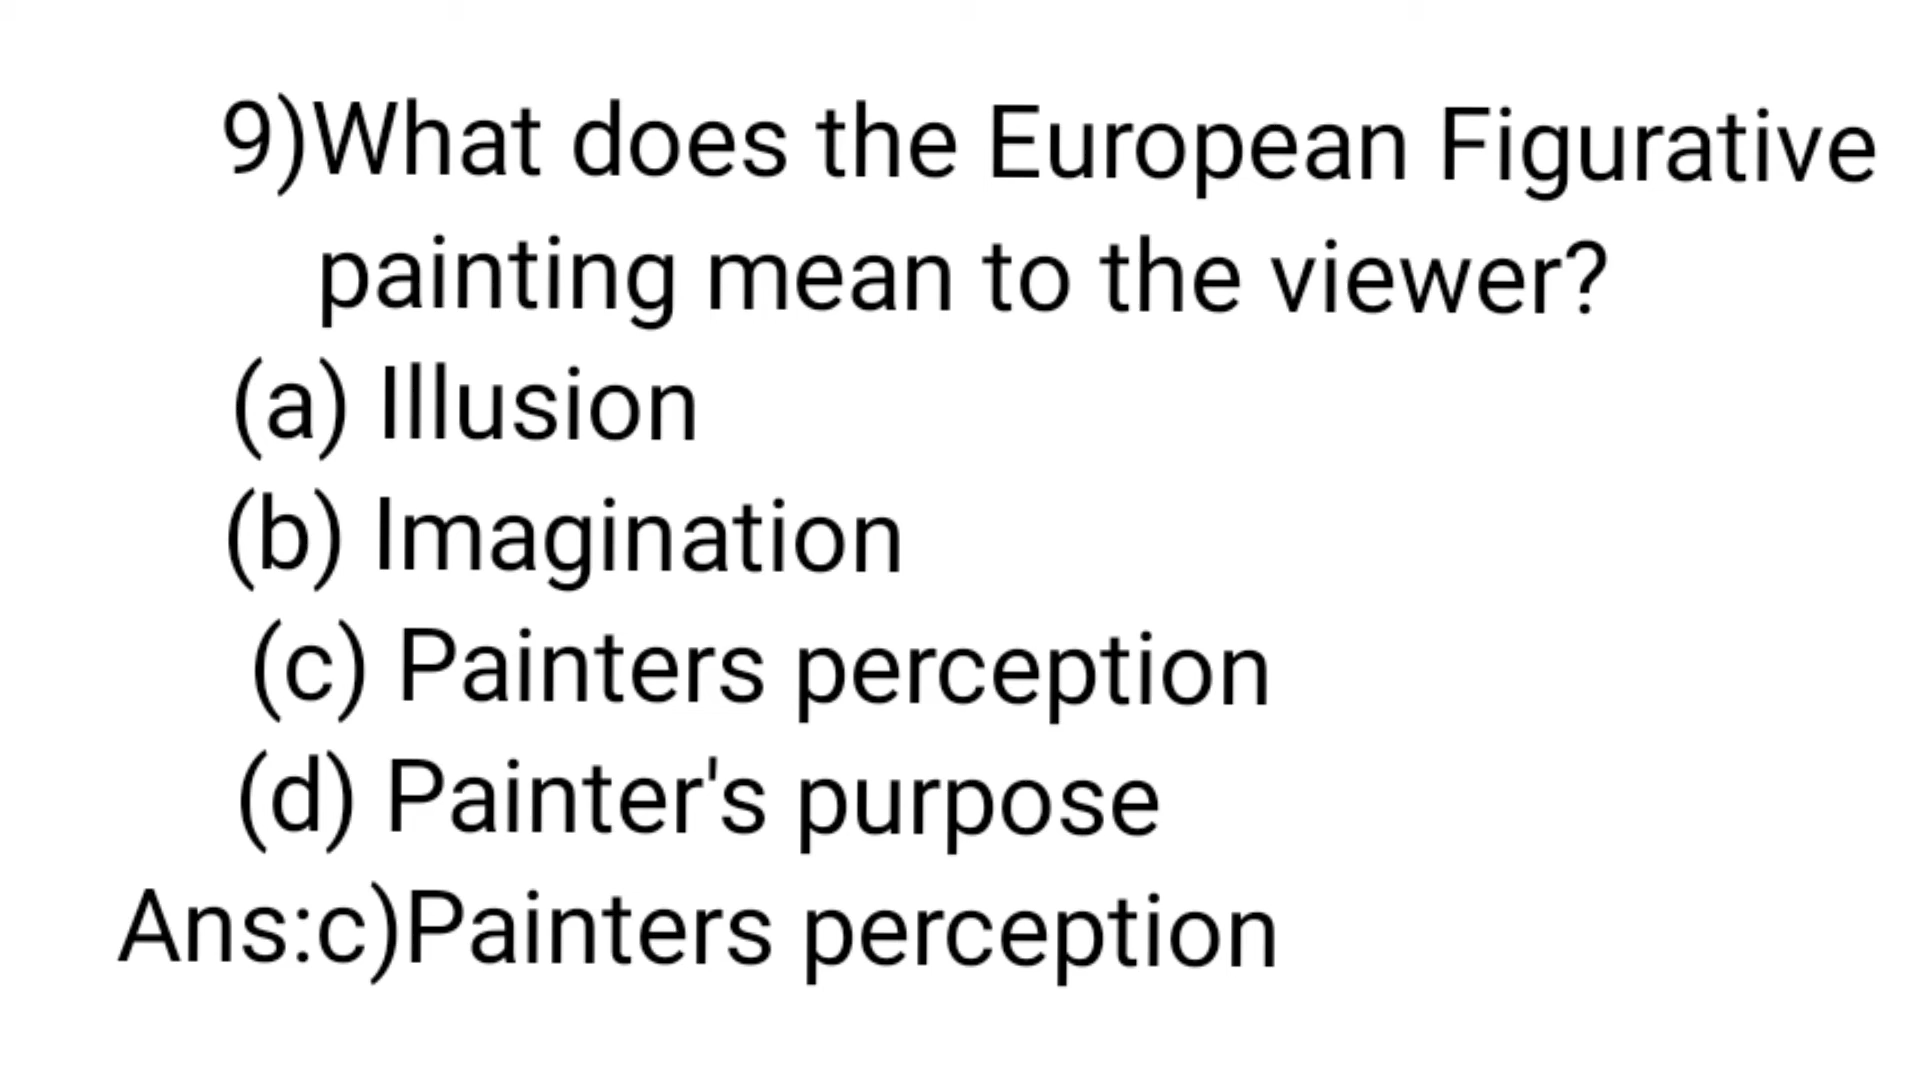 9)What does the European Figurative
painting mean to the viewer?
(a) Illusion
(b) Imagination
(c) Painters perception
(d) Painter's purpose
Ans:c)Painters perception